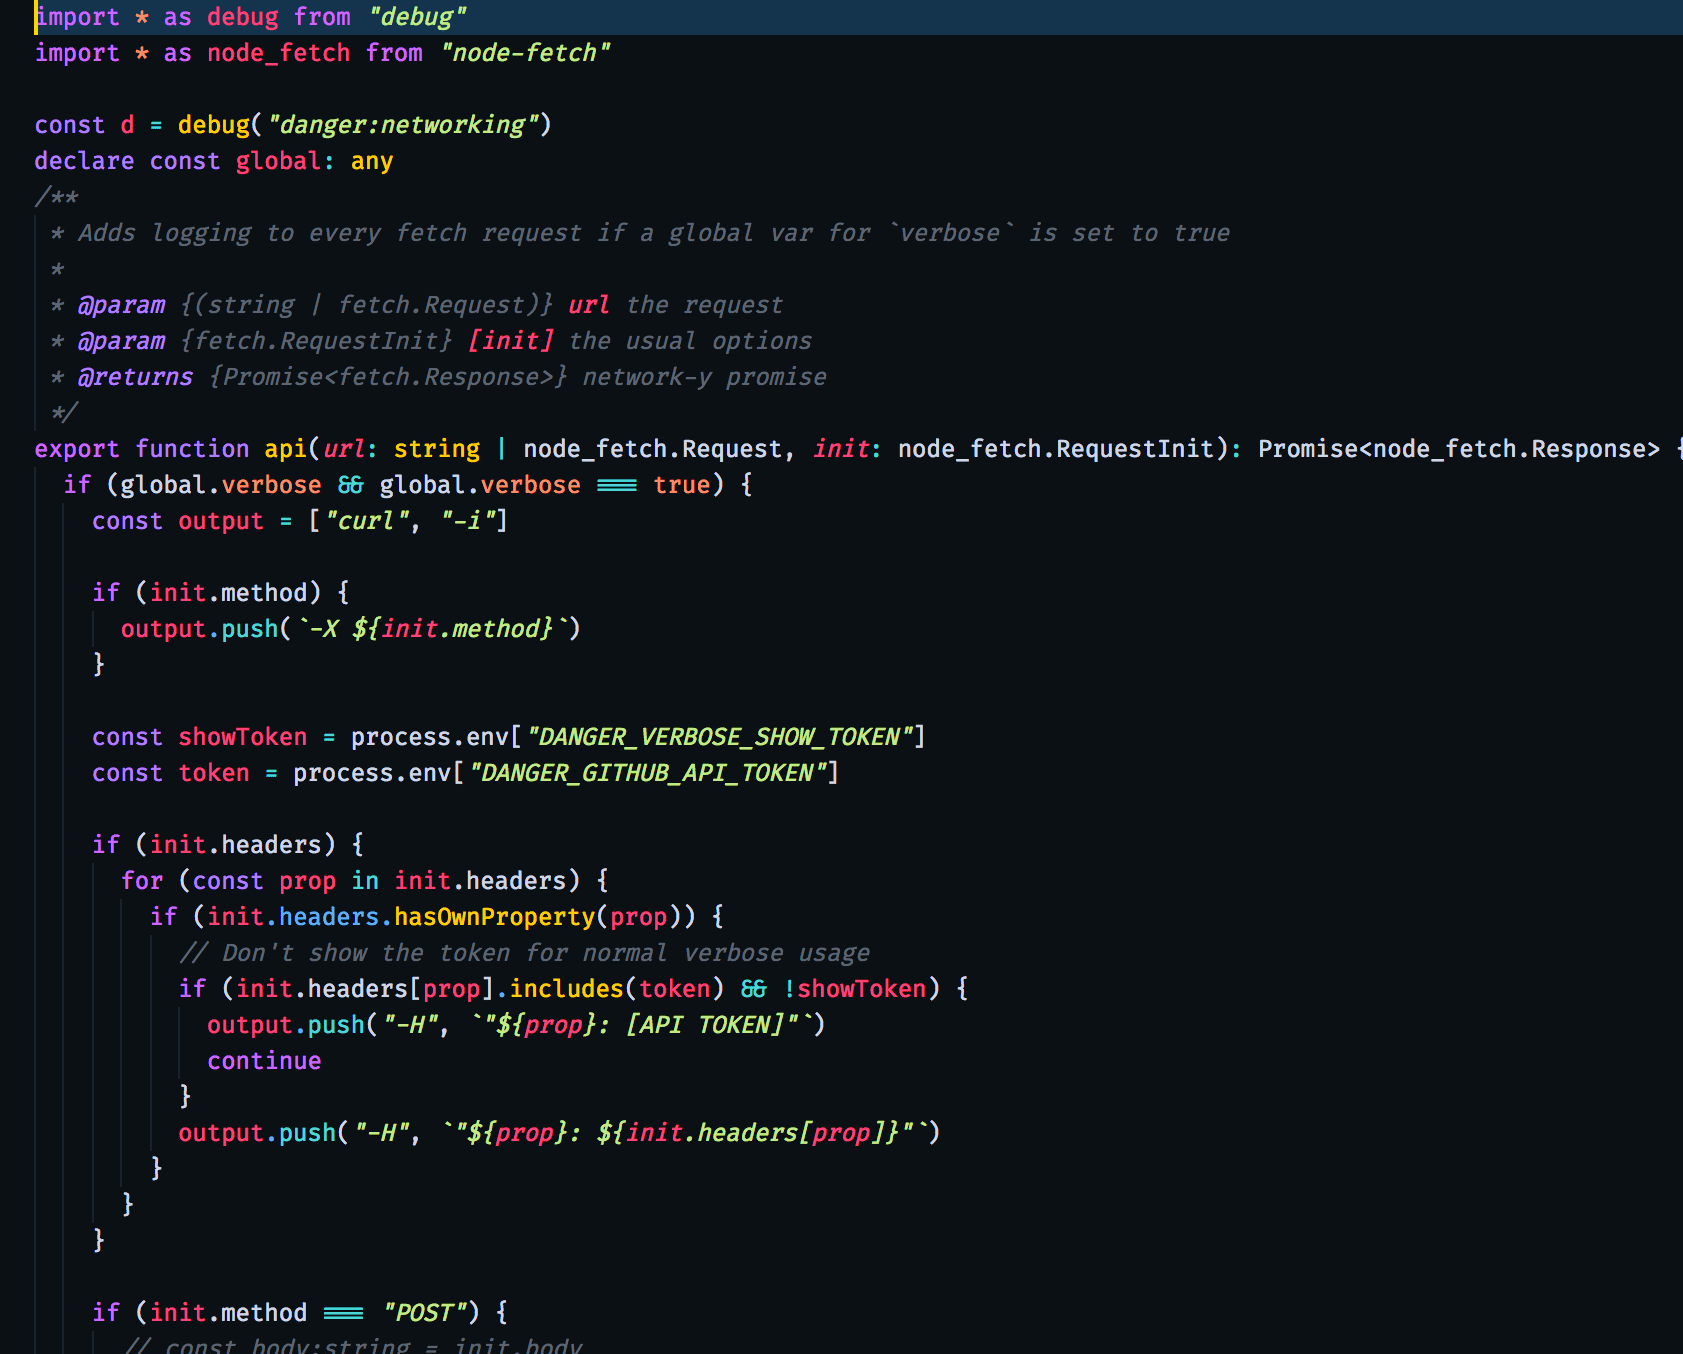 import * as debug from "debug"
import * as node_fetch from "node-fetch"
const d = debug("danger:networking")
declare const global: any
/**
* Adds logging to every fetch request if a global var for `verbose` is set to true
*
* @param {(string | fetch.Request)} url the request
* @param {fetch.RequestInit} [init] the usual options
* @returns {Promise<fetch.Response>} network-y promise
*/
export function api(url: string | node_fetch.Request, init: node_fetch.RequestInit): Promise<node_fetch.Response> {
if (global.verbose && global.verbose === true) {
const output = ["curl", "-i"]
if (init.method) {
output.push(`-X ${init.method}`)
}
const showToken = process.env["DANGER_VERBOSE_SHOW_TOKEN"]
const token = process.env["DANGER_GITHUB_API_TOKEN"]
if (init.headers) {
for (const prop in init.headers) {
if (init.headers.hasOwnProperty(prop)) {
// Don't show the token for normal verbose usage
if (init.headers[prop].includes(token) && !showToken) {
output.push("-H", `"${prop}: [API TOKEN]"`)
continue
}
output.push("-H", `"${prop}: ${init.headers[prop]}"`)
}
}
}
if (init.method === "POST") {
// const body:string = init.body